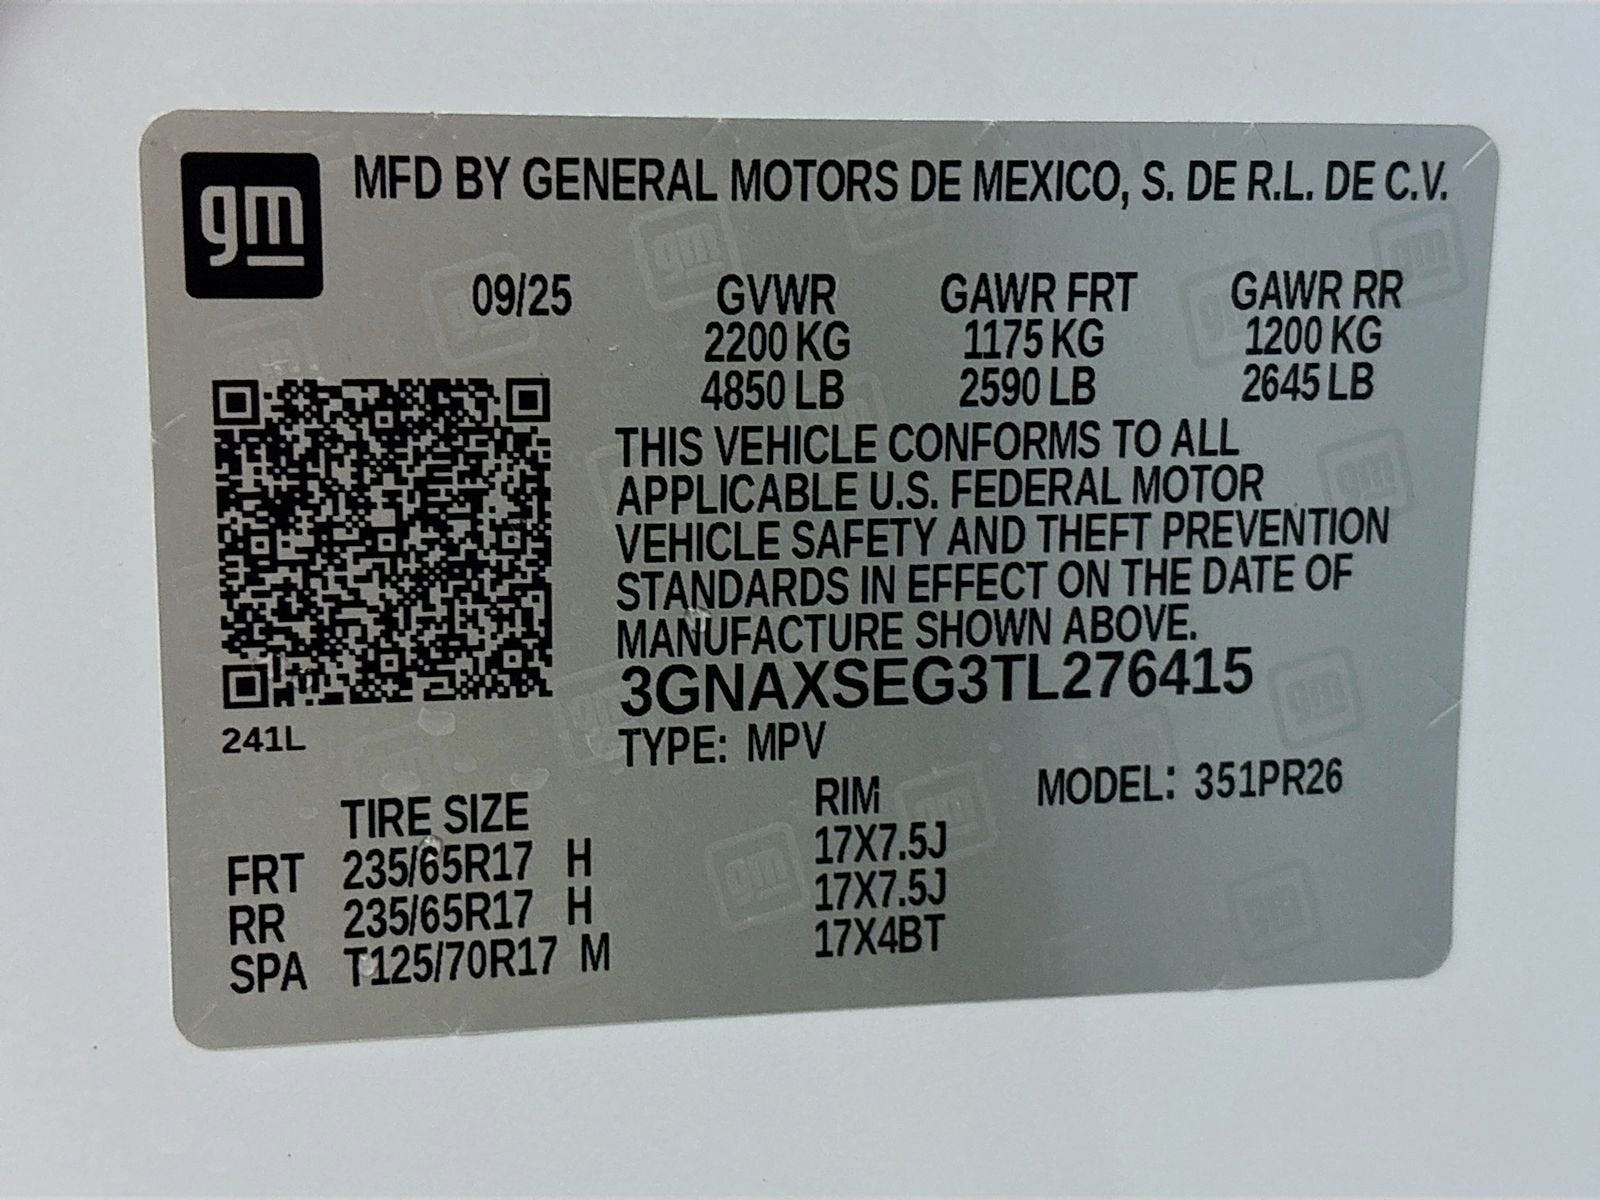 gm
MFD BY GENERAL MOTORS DE MEXICO, S. DE R.L. DE C.V.
09/25 GVWR GAWR FRT GAWR RR
2200 KG 1175 KG 1200 KG
4850 LB 2590 LB 2645 LB
THIS VEHICLE CONFORMS TO ALL
APPLICABLE U.S. FEDERAL MOTOR
VEHICLE SAFETY AND THEFT PREVENTION
STANDARDS IN EFFECT ON THE DATE OF
MANUFACTURE SHOWN ABOVE.
3GNAXSEG3TL276415
241L
TYPE: MPV
MODEL: 351PR26
TIRE SIZE RIM
FRT 235/65R17 H 17X7.5J
RR 235/65R17 H 17X7.5J
SPA T125/70R17 M 17X4BT